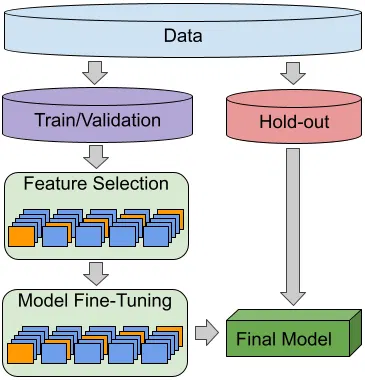 Data
Train/Validation
Hold-out
Feature Selection
Model Fine-Tuning
Final Model